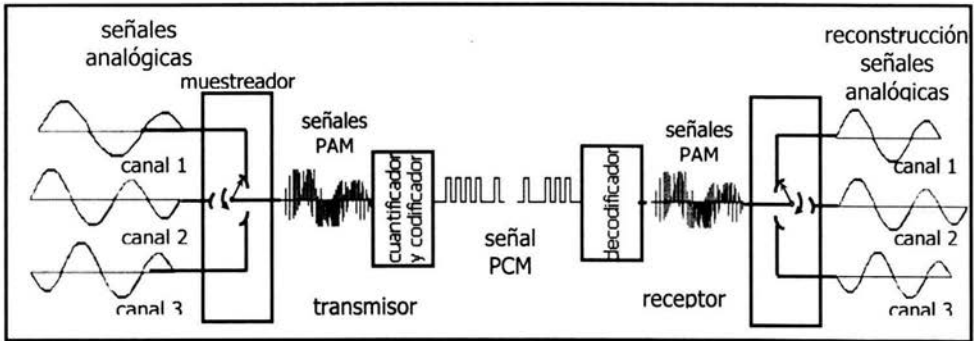 señales
analógicas
muestreador
canal 1
canal 2
canal 3
señales
PAM
cuantificador
y codificador
transmisor
señal
PCM
decodificador
señales
PAM
receptor
reconstrucción
señales
analógicas
canal 1
canal 2
canal 3